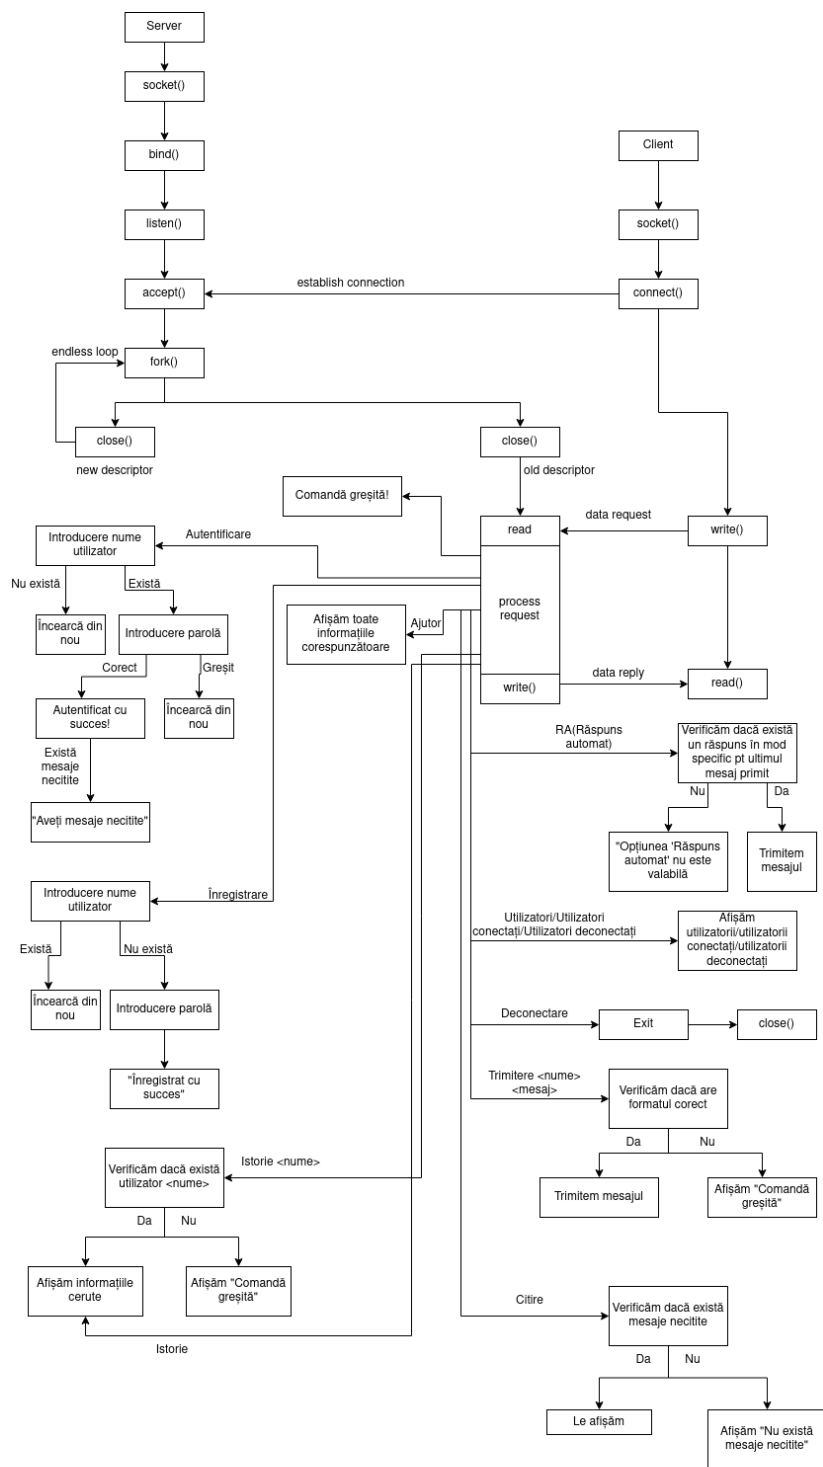 Server
socket()
bind()
Client
listen()
socket()
establish connection
accept()
connect()
endless loop
fork()
close()
close()
new descriptor
old descriptor
Comandă greșită!
data request
read
write()
Autentificare
Introducere nume
utilizator
Nu există
Există
process
request
Încearcă din
nou
Introducere parolă
Afișăm toate
informațiile
corespunzătoare
Ajutor
Corect
Greșit
data reply
write()
read()
Autentificat cu
succes!
Încearcă din
nou
RA(Răspuns
automat)
Verificăm dacă există
un răspuns în mod
specific pt ultimul
mesaj primit
Există
mesaje
necitite
Nu
Da
"Aveți mesaje necitite"
"Opțiunea 'Răspuns
automat' nu este
valabilă
Trimitem
mesajul
Introducere nume
utilizator
Înregistrare
Utilizatori/Utilizatori
conectați/Utilizatori deconectați
Afișăm
utilizatorii/utilizatorii
conectați/utilizatorii
deconectați
Există
Nu există
Încearcă din
nou
Introducere parolă
Deconectare
Exit
close()
"Înregistrat cu
succes"
Trimitere <nume>
<mesaj>
Verificăm dacă are
formatul corect
Da
Nu
Istorie <nume>
Verificăm dacă există
utilizator <nume>
Trimitem mesajul
Afișăm "Comandă
greșită"
Da
Nu
Afișăm informațiile
cerute
Afișăm "Comandă
greșită"
Citire
Verificăm dacă există
mesaje necitite
Istorie
Da
Nu
Le afișăm
Afișăm "Nu există
mesaje necitite"